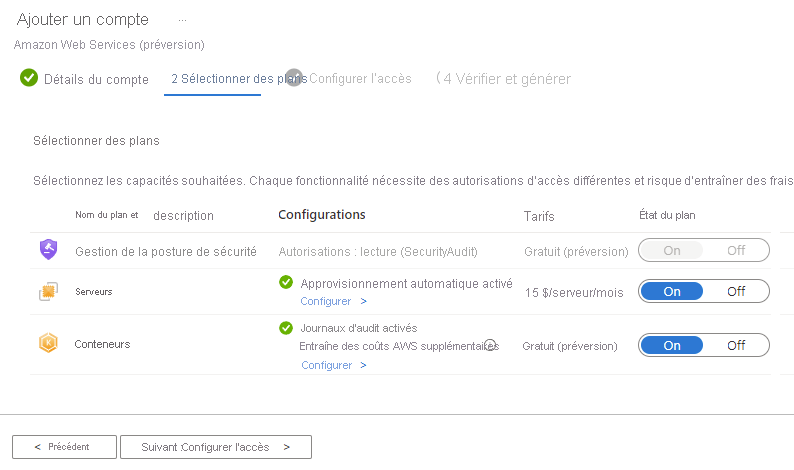 Ajouter un compte ...
Amazon Web Services (préversion)
Détails du compte 2 Sélectionner des plans Configurer l'accès (4 Vérifier et générer
Sélectionner des plans
Sélectionnez les capacités souhaitées. Chaque fonctionnalité nécessite des autorisations d'accès différentes et risque d'entraîner des frais
Nom du plan et description Configurations Tarifs État du plan
Gestion de la posture de sécurité Autorisations : lecture (SecurityAudit) Gratuit (préversion) On Off
Serveurs Approvisionnement automatique activé 15 $/serveur/mois On Off
Configurer >
Conteneurs Journaux d'audit activés Gratuit (préversion) On Off
Entraîne des coûts AWS supplémentaires
Configurer >
< Précédent Suivant :Configurer l'accès >